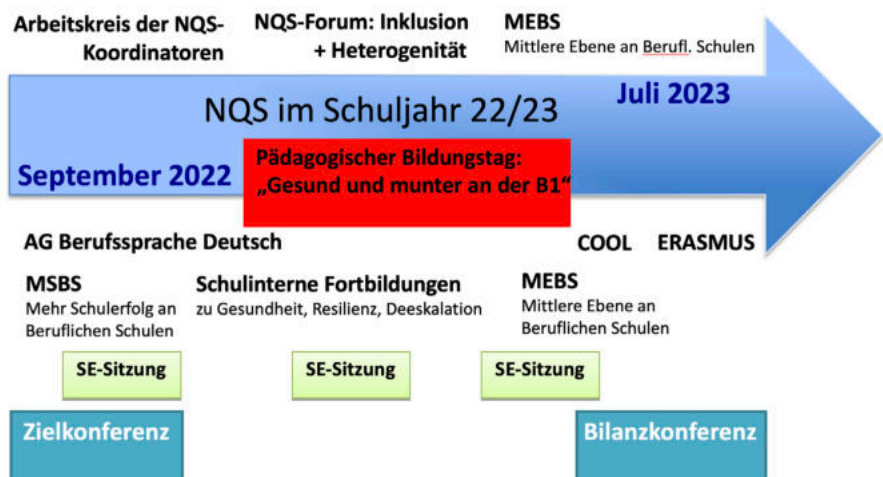 Arbeitskreis der NQS-
Koordinatoren
NQS-Forum: Inklusion
+ Heterogenität
MEBS
Mittlere Ebene an Berufl. Schulen
NQS im Schuljahr 22/23
Juli 2023
September 2022
Pädagogischer Bildungstag:
„Gesund und munter an der B1“
AG Berufssprache Deutsch
COOL
ERASMUS
MSBS
Mehr Schulerfolg an
Beruflichen Schulen
Schulinterne Fortbildungen
zu Gesundheit, Resilienz, Deeskalation
MEBS
Mittlere Ebene an
Beruflichen Schulen
SE-Sitzung
SE-Sitzung
SE-Sitzung
Zielkonferenz
Bilanzkonferenz